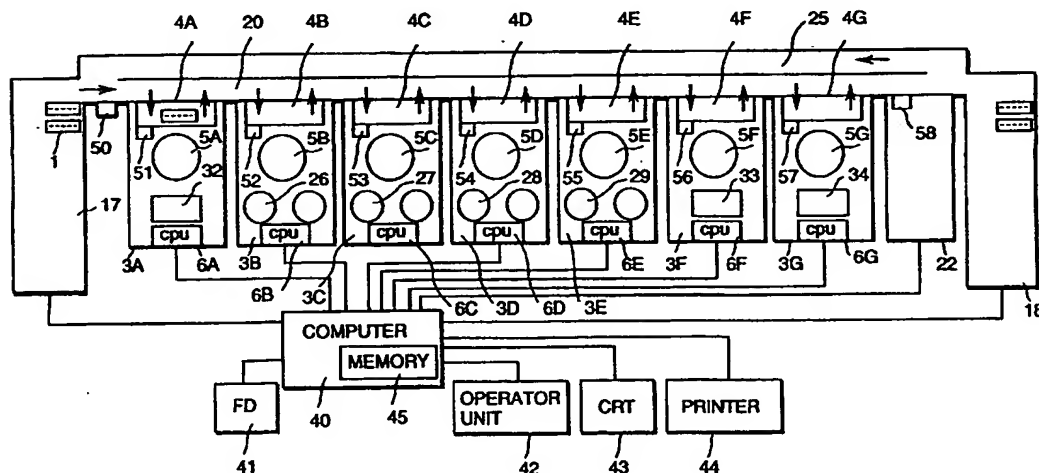 4A 20 4B 4C 4D 4E 4F 25 4G
1 50 51 5A 52 5B 53 5C 54 5D 55 5E 56 5F 57 5G 58
17 32 26 27 28 29 33 34
cpu cpu cpu cpu cpu cpu cpu
3A 6A 3B 6B 3C 6C 3D 6D 3E 6E 3F 6F 3G 6G 22 18
COMPUTER
MEMORY
FD 40 45 OPERATOR UNIT CRT PRINTER
41 42 43 44